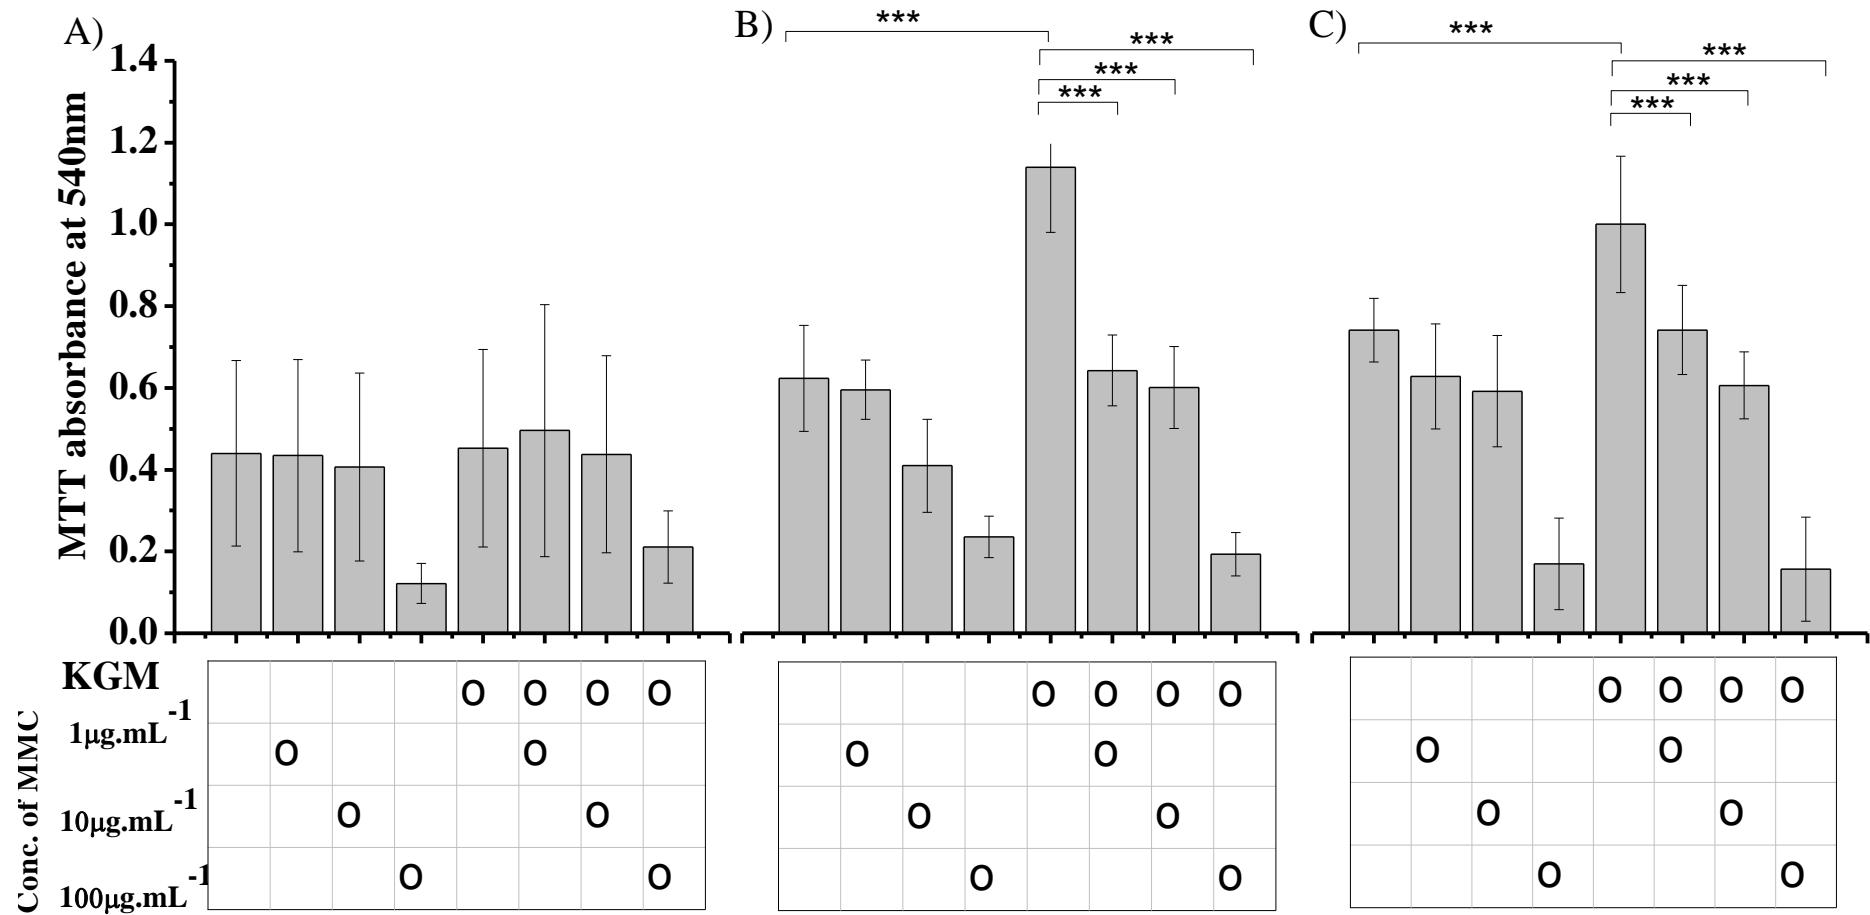 A)
B)
C)
***
***
***
***
***
***
***
***
MTT absorbance at 540nm
1.4
1.2
1.0
0.8
0.6
0.4
0.2
0.0
KGM
o o o o
o o o o
o o o o
Conc. of MMC
1μg.mL-1
o o
o o
o o
10μg.mL-1
o o
o o
o o
100μg.mL-1
o o
o o
o o